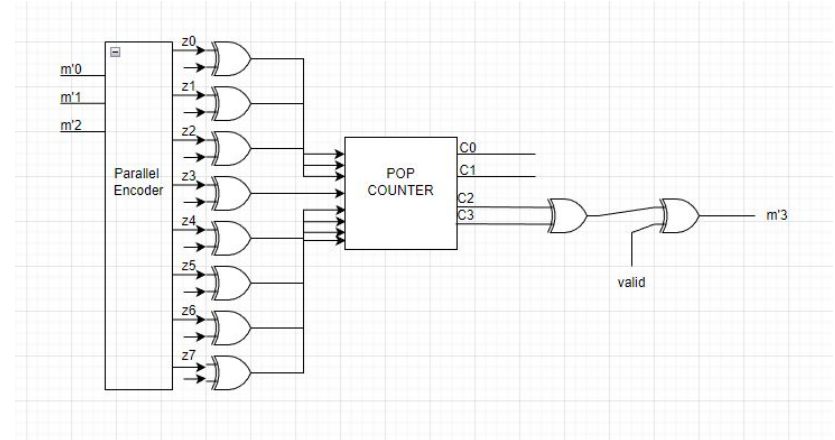 m'0
m'1
m'2
Parallel
Encoder
z0
z1
z2
z3
z4
z5
z6
z7
POP
COUNTER
C0
C1
C2
C3
valid
m'3